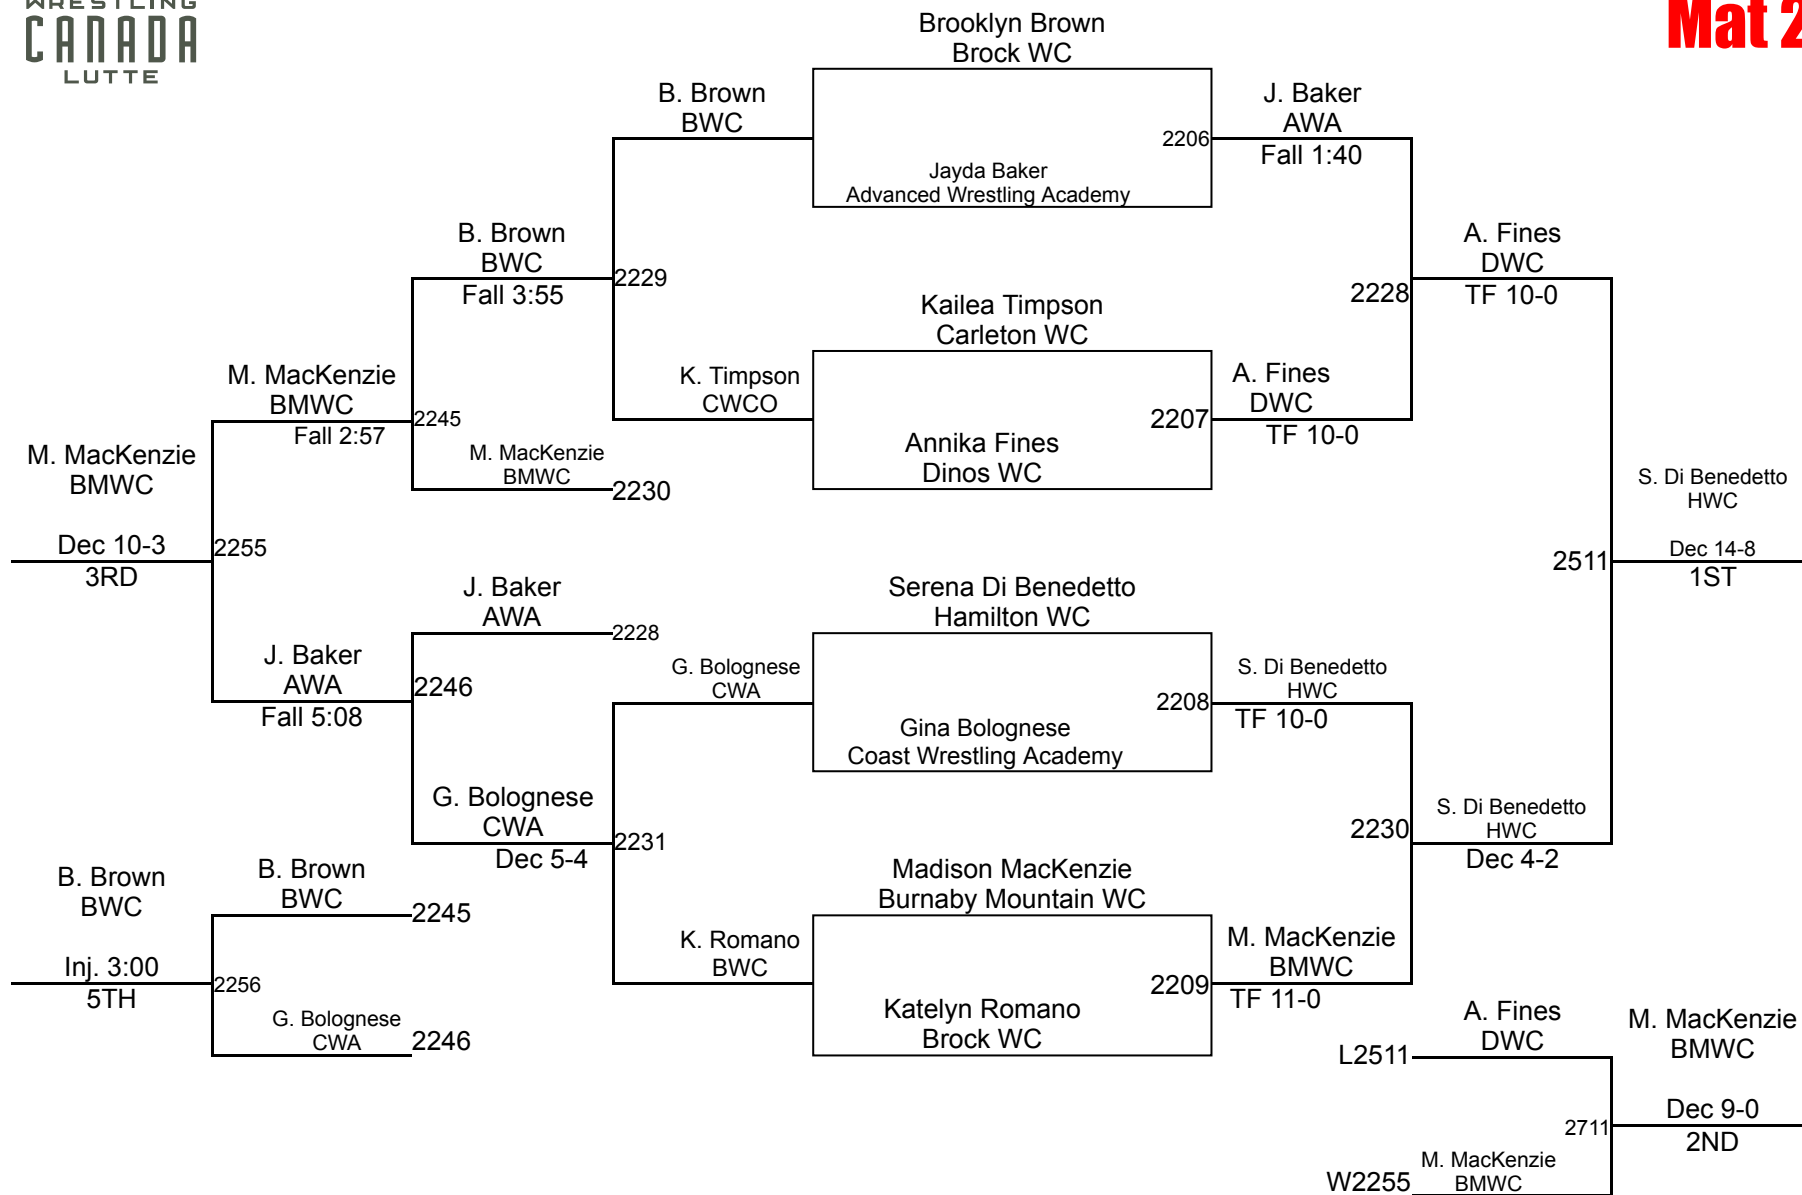 WRESTLING
CANADA
LUTTE
Mat 2
Brooklyn Brown
Brock WC
B. Brown
BWC
2206
J. Baker
AWA
Fall 1:40
Jayda Baker
Advanced Wrestling Academy
B. Brown
BWC
Fall 3:55
2229
A. Fines
DWC
TF 10-0
2228
Kailea Timpson
Carleton WC
K. Timpson
CWCO
2207
A. Fines
DWC
TF 10-0
Annika Fines
Dinos WC
M. MacKenzie
BMWC
Fall 2:57
2245
M. MacKenzie
BMWC
2230
M. MacKenzie
BMWC
Dec 10-3
3RD
2255
S. Di Benedetto
HWC
2511
Dec 14-8
1ST
J. Baker
AWA
2228
Serena Di Benedetto
Hamilton WC
J. Baker
AWA
Fall 5:08
2246
G. Bolognese
CWA
2208
S. Di Benedetto
HWC
TF 10-0
Gina Bolognese
Coast Wrestling Academy
G. Bolognese
CWA
Dec 5-4
2231
2230
S. Di Benedetto
HWC
Dec 4-2
Madison MacKenzie
Burnaby Mountain WC
B. Brown
BWC
B. Brown
BWC
2245
K. Romano
BWC
2209
M. MacKenzie
BMWC
TF 11-0
Inj. 3:00
5TH
2256
Katelyn Romano
Brock WC
G. Bolognese
CWA
2246
L2511
A. Fines
DWC
M. MacKenzie
BMWC
2711
Dec 9-0
2ND
W2255
M. MacKenzie
BMWC